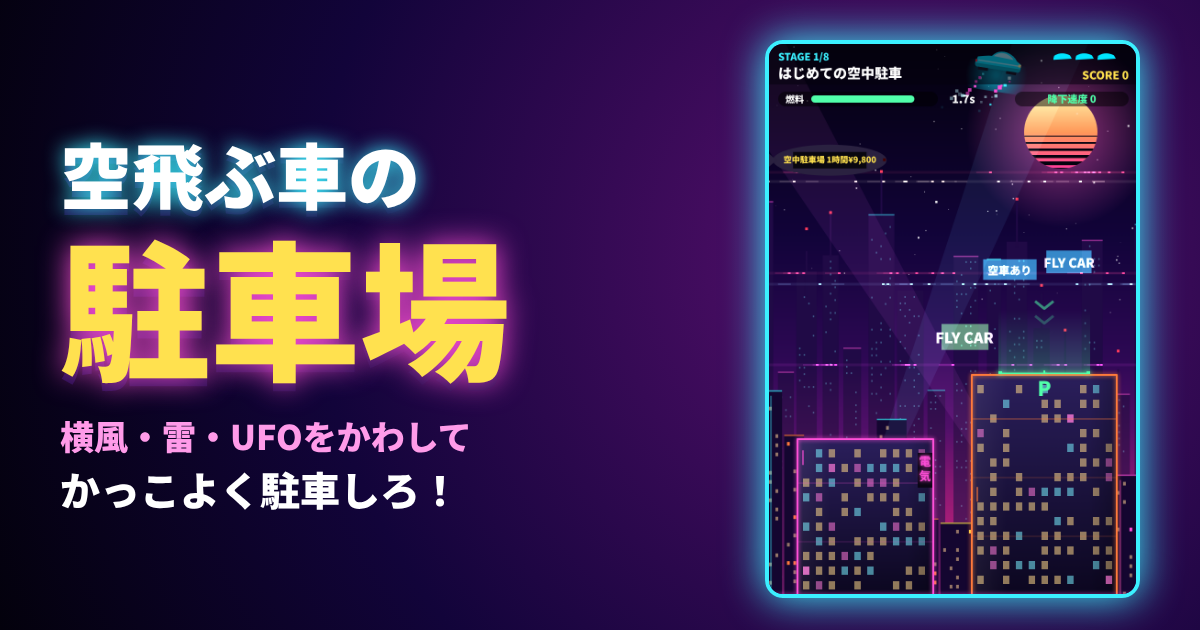 空飛ぶ車の
駐車場
横風・雷・UFOをかわして
かっこよく駐車しろ！
STAGE 1/8
はじめての空中駐車
SCORE 0
燃料
1.7s
降下速度 0
空中駐車場 1時間¥9,800
空車あり
FLY CAR
FLY CAR
P
電気